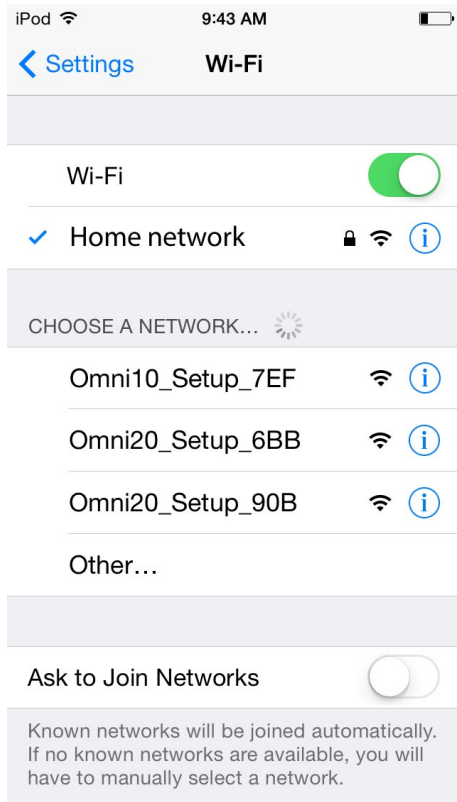 iPod 9:43 AM
Settings Wi-Fi
Wi-Fi
Home network
CHOOSE A NETWORK...
Omni10_Setup_7EF
Omni20_Setup_6BB
Omni20_Setup_90B
Other...
Ask to Join Networks
Known networks will be joined automatically.
If no known networks are available, you will
have to manually select a network.